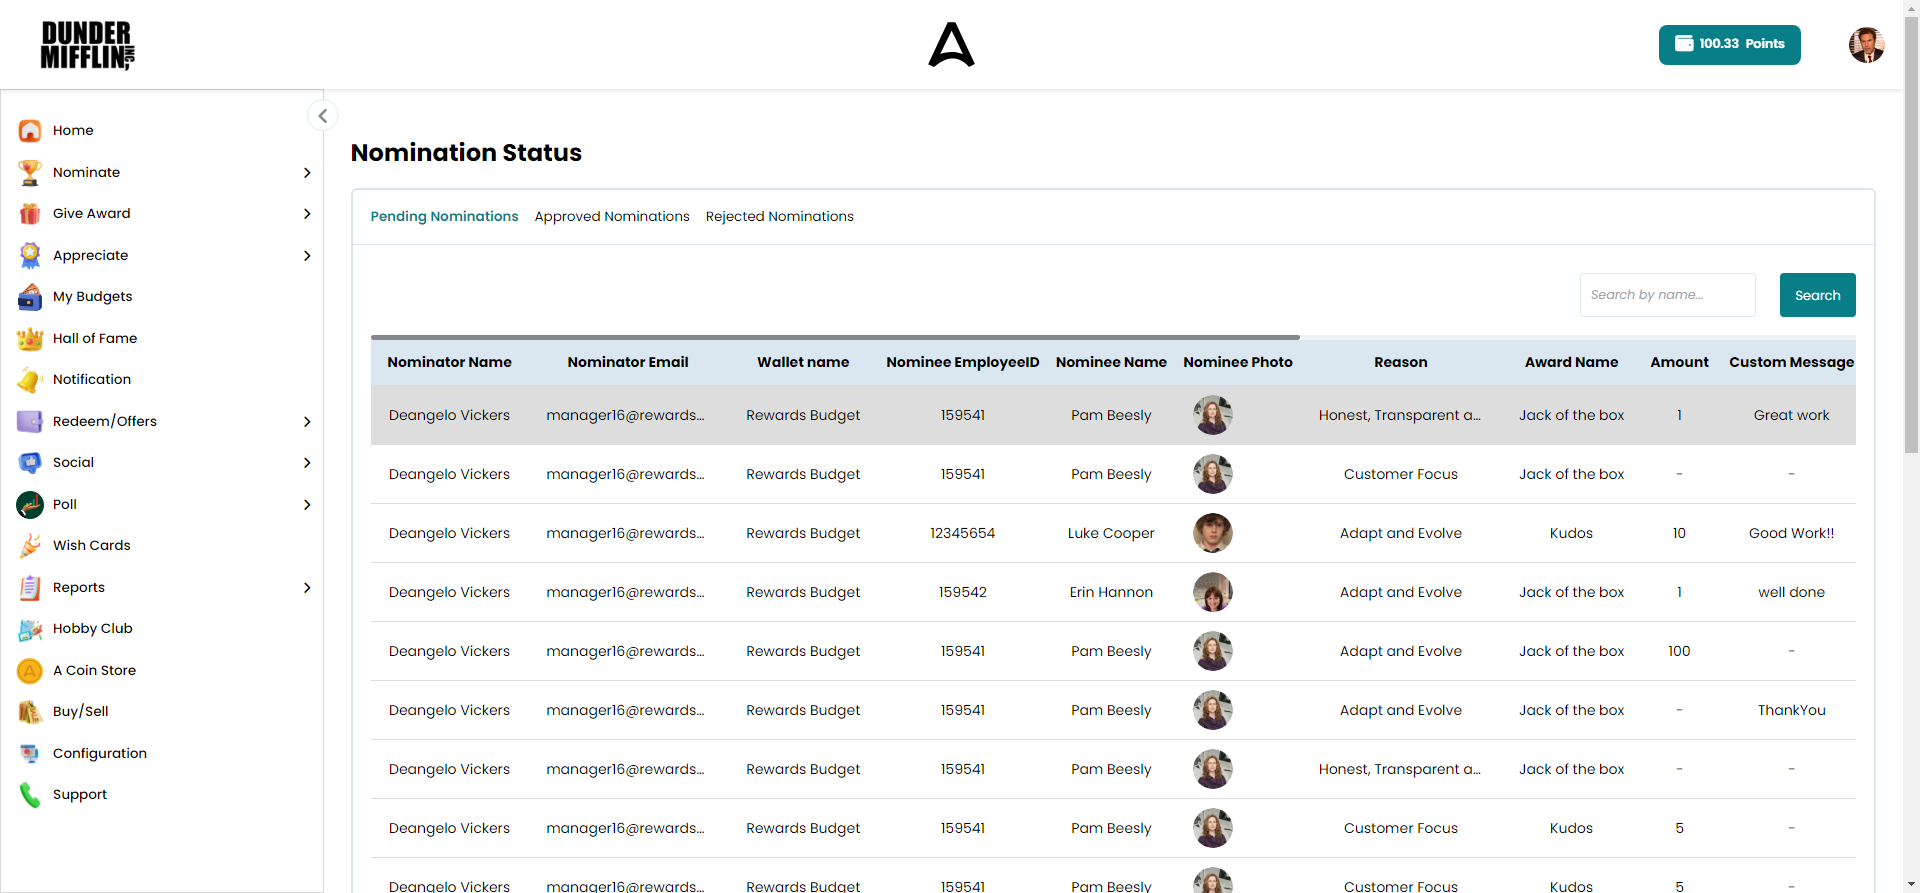 DUNDER
MIFFLIN, INC,
100.33 Points
Home
Nominate
Give Award
Appreciate
My Budgets
Hall of Fame
Notification
Redeem/Offers
Social
Poll
Wish Cards
Reports
Hobby Club
A Coin Store
Buy/Sell
Configuration
Support
Nomination Status
Pending Nominations Approved Nominations Rejected Nominations
Search by name... Search
Nominator Name Nominator Email Wallet name Nominee EmployeeID Nominee Name Nominee Photo Reason Award Name Amount Custom Message
Deangelo Vickers manager16@rewards... Rewards Budget 159541 Pam Beesly Honest, Transparent a... Jack of the box 1 Great work
Deangelo Vickers manager16@rewards... Rewards Budget 159541 Pam Beesly Customer Focus Jack of the box - -
Deangelo Vickers manager16@rewards... Rewards Budget 12345654 Luke Cooper Adapt and Evolve Kudos 10 Good Work!!
Deangelo Vickers manager16@rewards... Rewards Budget 159542 Erin Hannon Adapt and Evolve Jack of the box 1 well done
Deangelo Vickers manager16@rewards... Rewards Budget 159541 Pam Beesly Adapt and Evolve Jack of the box 100 -
Deangelo Vickers manager16@rewards... Rewards Budget 159541 Pam Beesly Adapt and Evolve Jack of the box - ThankYou
Deangelo Vickers manager16@rewards... Rewards Budget 159541 Pam Beesly Honest, Transparent a... Jack of the box - -
Deangelo Vickers manager16@rewards... Rewards Budget 159541 Pam Beesly Customer Focus Kudos 5 -
Deangelo Vickers manager16@rewards... Rewards Budget 159541 Pam Beesly Customer Focus Kudos 5 -